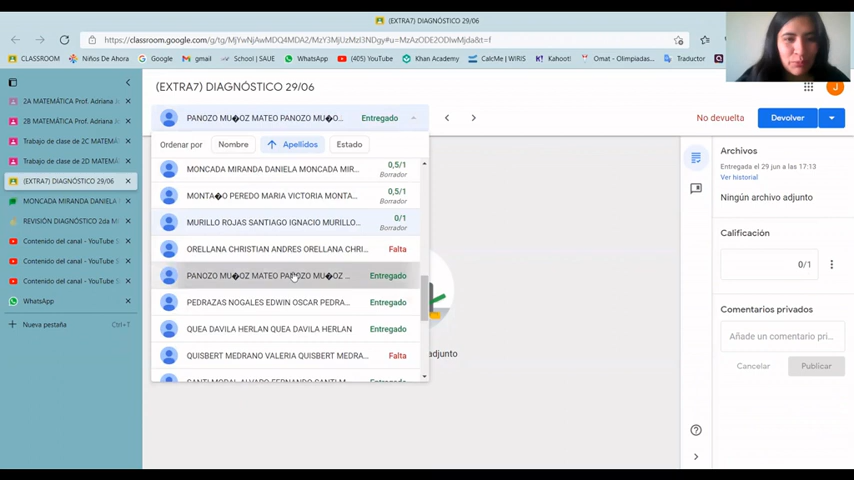 (EXTRA7) DIAGNÓSTICO 29/06
https://classroom.google.com/g/tg/MjYwNjAwMDQ4MDA2/MzY3MjUzMzI3NDgy#u=MzAzODE2ODIwMjda&t=f
CLASSROOM
Niños De Ahora
Google
gmail
School | SAUE
WhatsApp
(405) YouTube
Khan Academy
CalcMe | WIRIS
Kahoot!
Omat - Olimpiadas...
Traductor
2A MATEMÁTICA Prof. Adriana Jo
2B MATEMÁTICA Prof. Adriana Jo
Trabajo de clase de 2C MATEMÁ
Trabajo de clase de 2D MATEM
(EXTRA7) DIAGNÓSTICO 29/06
MONCADA MIRANDA DANIELA
REVISIÓN DIAGNÓSTICO 2da M
Contenido del canal - YouTube
Contenido del canal - YouTube
Contenido del canal - YouTube
WhatsApp
Nueva pestaña Ctrl+T
(EXTRA7) DIAGNÓSTICO 29/06
J
PANOZO MU�OZ MATEO PANOZO MU�O... Entregado
No devuelta
Devolver
Ordenar por Nombre Apellidos Estado
MONCADA MIRANDA DANIELA MONCADA MIR... 0,5/1
Borrador
MONTA�O PEREDO MARIA VICTORIA MONTA... 0,5/1
Borrador
MURILLO ROJAS SANTIAGO IGNACIO MURILLO... 0/1
Borrador
ORELLANA CHRISTIAN ANDRES ORELLANA CHRI... Falta
PANOZO MU�OZ MATEO PANOZO MU�OZ ... Entregado
PEDRAZAS NOGALES EDWIN OSCAR PEDRA... Entregado
QUEA DAVILA HERLAN QUEA DAVILA HERLAN Entregado
QUISBERT MEDRANO VALERIA QUISBERT MEDRA... Falta
adjunto
Archivos
Entregada el 29 jun a las 17:13
Ver historial
Ningún archivo adjunto
Calificación
0/1
Comentarios privados
Añade un comentario pri...
Cancelar
Publicar